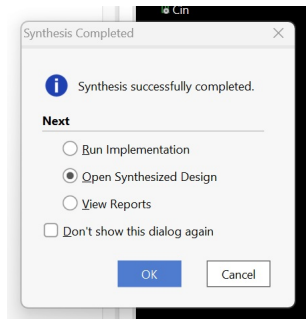 Cin
Synthesis Completed
Synthesis successfully completed.
Next
Run Implementation
Open Synthesized Design
View Reports
Don't show this dialog again
OK
Cancel